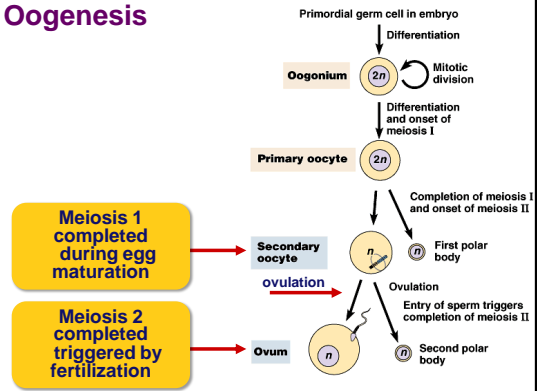 Oogenesis
Primordial germ cell in embryo
Differentiation
Oogonium
2n
Mitotic
division
Differentiation
and onset of
meiosis I
Primary oocyte
2n
Completion of meiosis I
and onset of meiosis II
Meiosis 1
completed
during egg
maturation
Secondary
oocyte
n
n
First polar
body
ovulation
Ovulation
Entry of sperm triggers
completion of meiosis II
Meiosis 2
completed
triggered by
fertilization
Ovum
n
n
Second polar
body